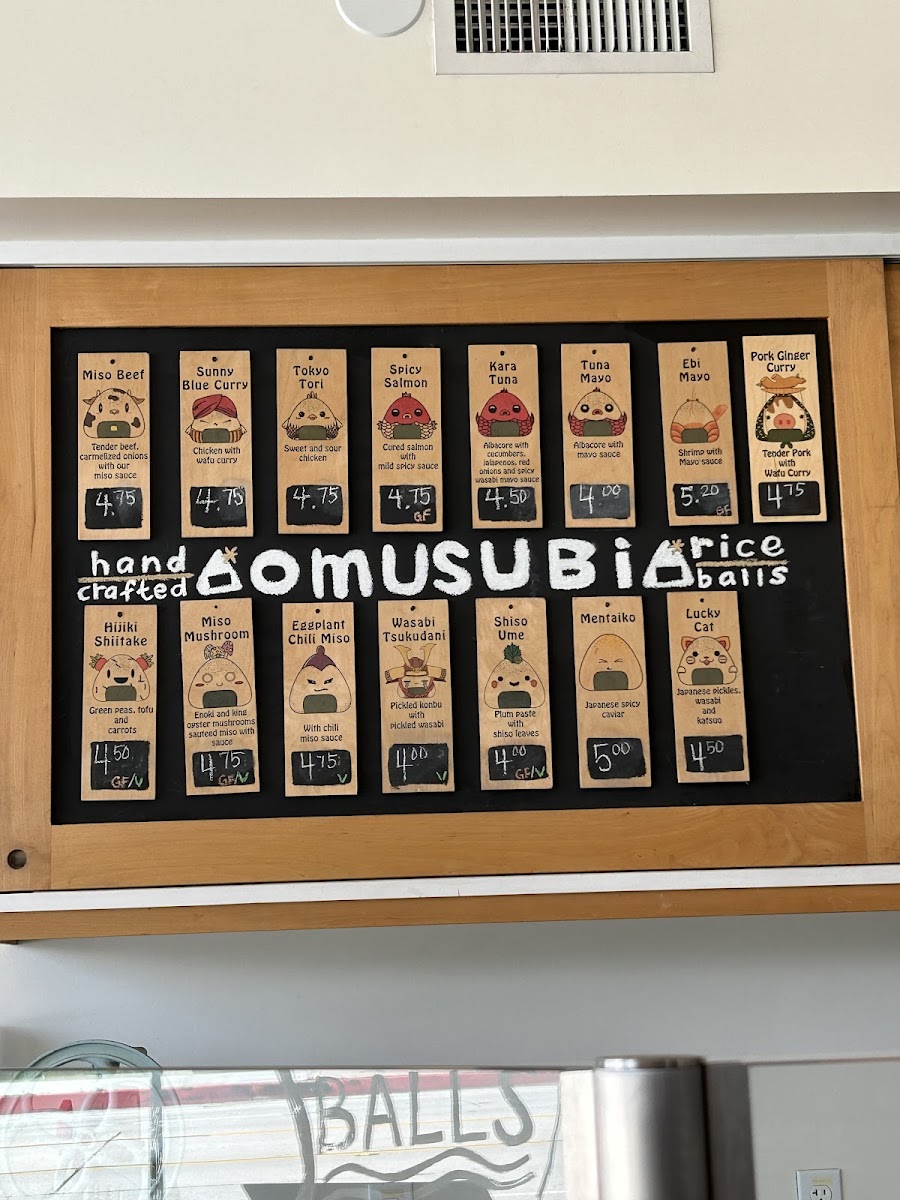 Miso Beef
Tender beef,
carmelized onions
with our
miso sauce
4.75
Sunny
Blue Curry
Chicken with
wafu curry
4.75
Tokyo
Tori
Sweet and sour
chicken
4.75
Spicy
Salmon
Cured salmon
with
mild spicy sauce
4.75
GF
Kara
Tuna
Albacore with
cucumbers,
jalapenos, red
onions and spicy
wasabi mayo sauce
4.50
Tuna
Mayo
Albacore with
mayo sauce
4.00
Ebi
Mayo
Shrimp with
Mayo sauce
5.20
GF
Pork Ginger
Curry
Tender Pork
with
Wafu Curry
4.75
hand
crafted
OMUSUBi
rice
balls
Hijiki
Shiitake
Green peas, tofu
and
carrots
4.50
GF/V
Miso
Mushroom
Enoki and king
oyster mushrooms
sauteed miso with
sauce
4.75
GF/V
Eggplant
Chili Miso
With chili
miso sauce
4.75
V
Wasabi
Tsukudani
Pickled konbu
with
pickled wasabi
4.00
V
Shiso
Ume
Plum paste
with
shiso leaves
4.00
GF/V
Mentaiko
Japanese spicy
caviar
5.00
Lucky
Cat
Japanese pickles,
wasabi
and
katsuo
4.50
BALLS